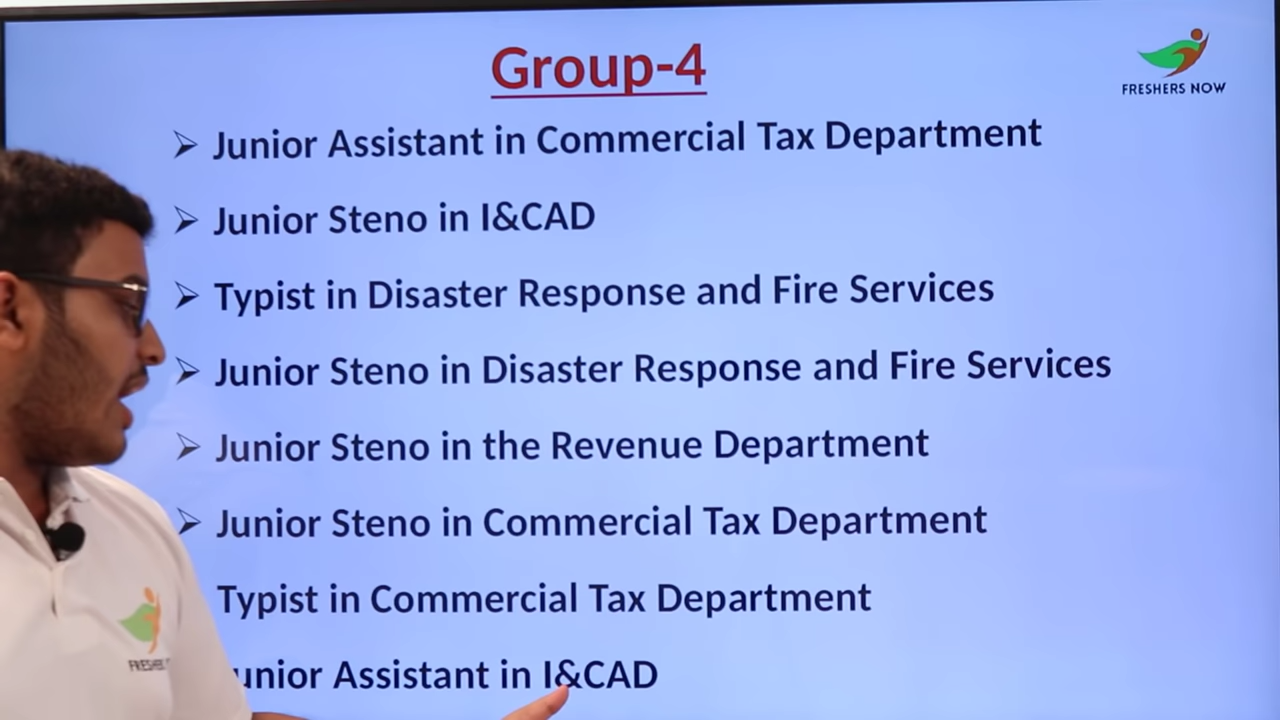 Group-4
FRESHERS NOW
➢ Junior Assistant in Commercial Tax Department
➢ Junior Steno in I&CAD
➢ Typist in Disaster Response and Fire Services
➢ Junior Steno in Disaster Response and Fire Services
➢ Junior Steno in the Revenue Department
➢ Junior Steno in Commercial Tax Department
Typist in Commercial Tax Department
unior Assistant in I&CAD